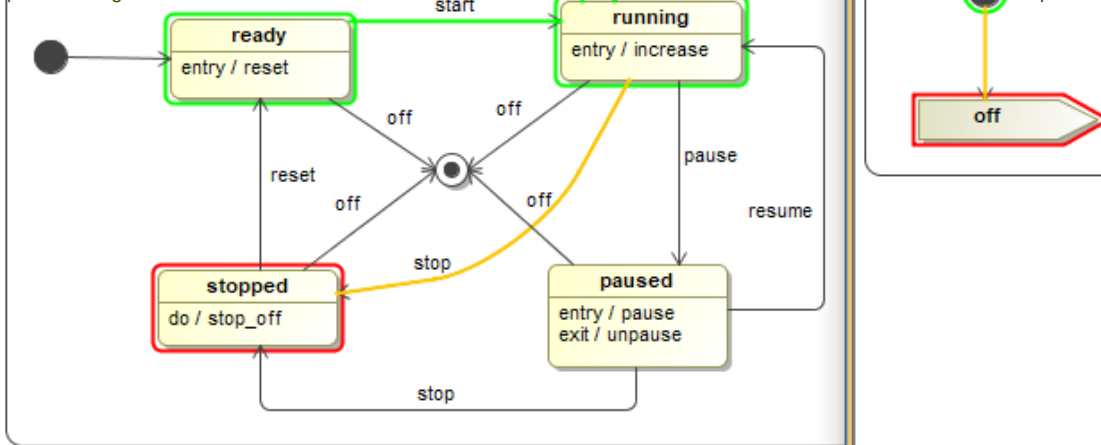 start
ready
entry / reset
running
entry / increase
off
off
off
pause
reset
resume
off
off
stop
stopped
do / stop_off
paused
entry / pause
exit / unpause
stop